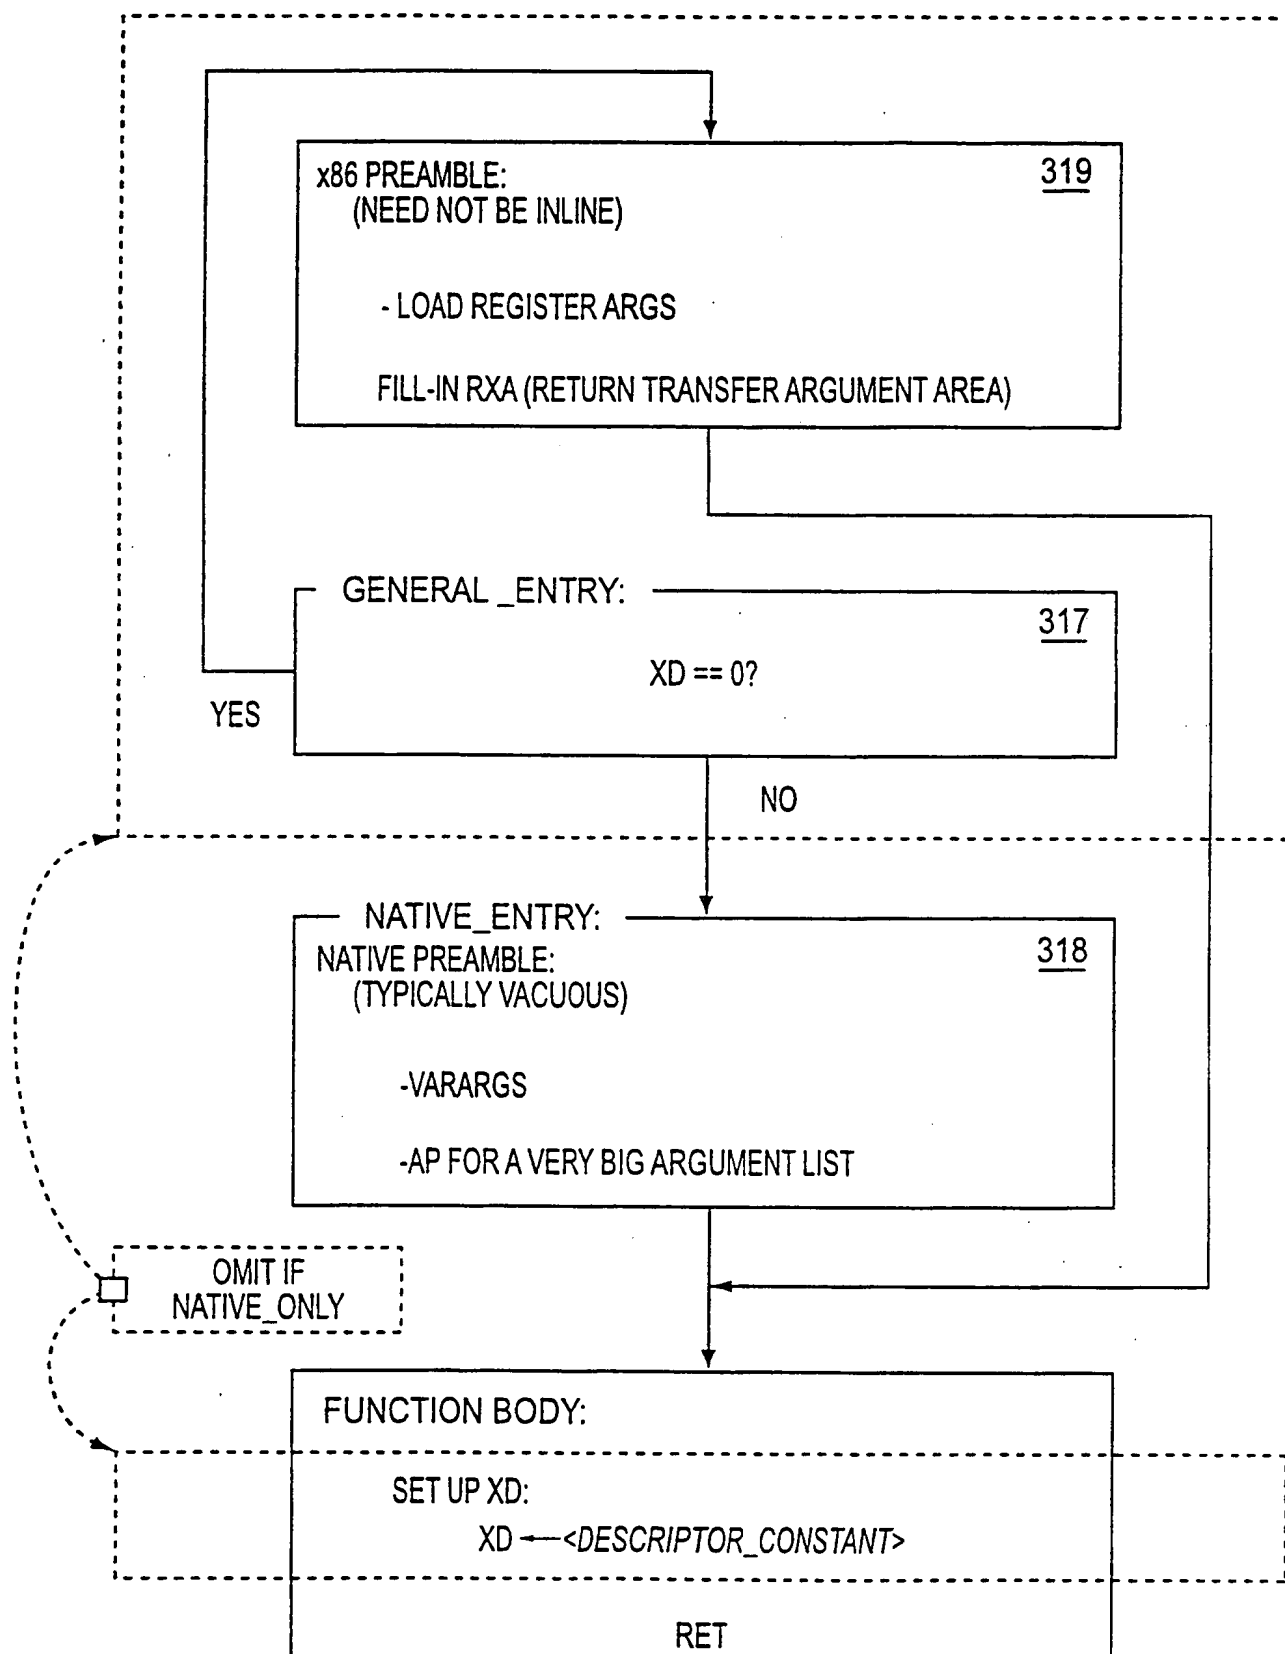 x86 PREAMBLE:
319
(NEED NOT BE INLINE)
- LOAD REGISTER ARGS
FILL-IN RXA (RETURN TRANSFER ARGUMENT AREA)
GENERAL _ENTRY:
317
XD == 0?
YES
NO
NATIVE_ENTRY:
318
NATIVE PREAMBLE:
(TYPICALLY VACUOUS)
-VARARGS
-AP FOR A VERY BIG ARGUMENT LIST
OMIT IF
NATIVE_ONLY
FUNCTION BODY:
SET UP XD:
XD ←<DESCRIPTOR_CONSTANT>
RET